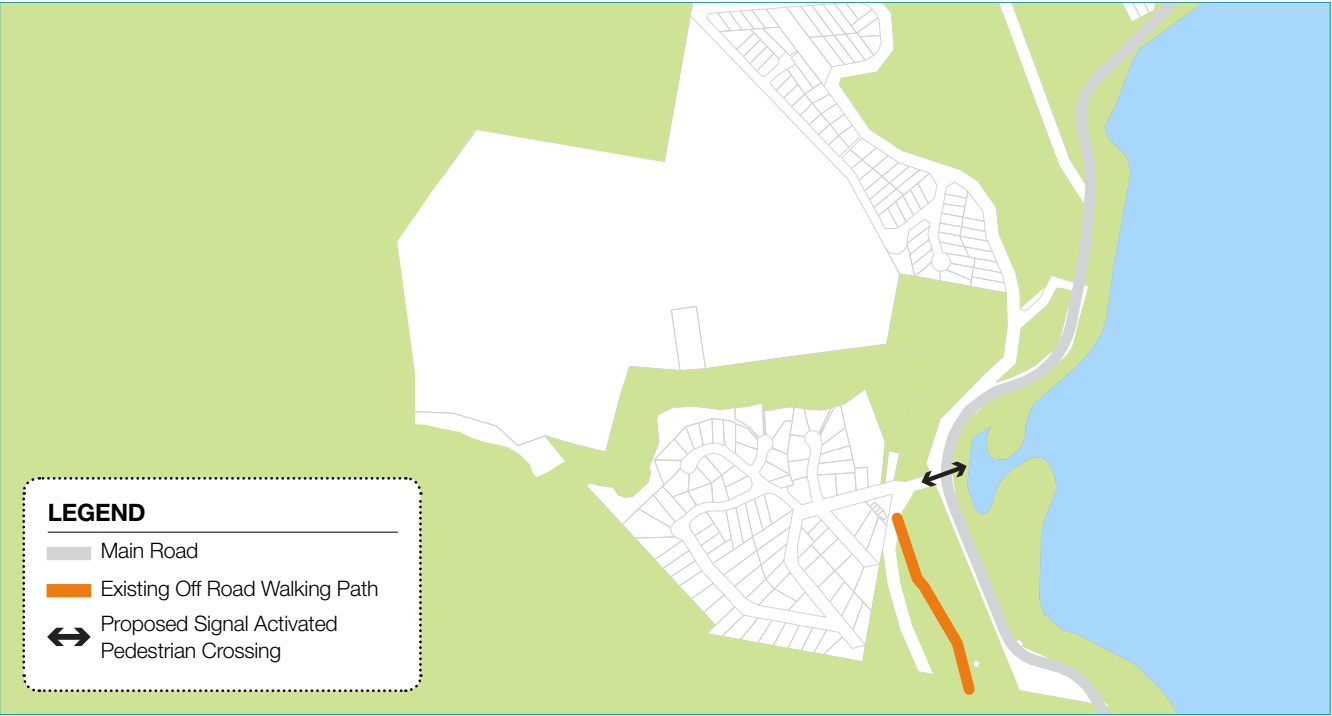 LEGEND
Main Road
Existing Off Road Walking Path
Proposed Signal Activated
Pedestrian Crossing